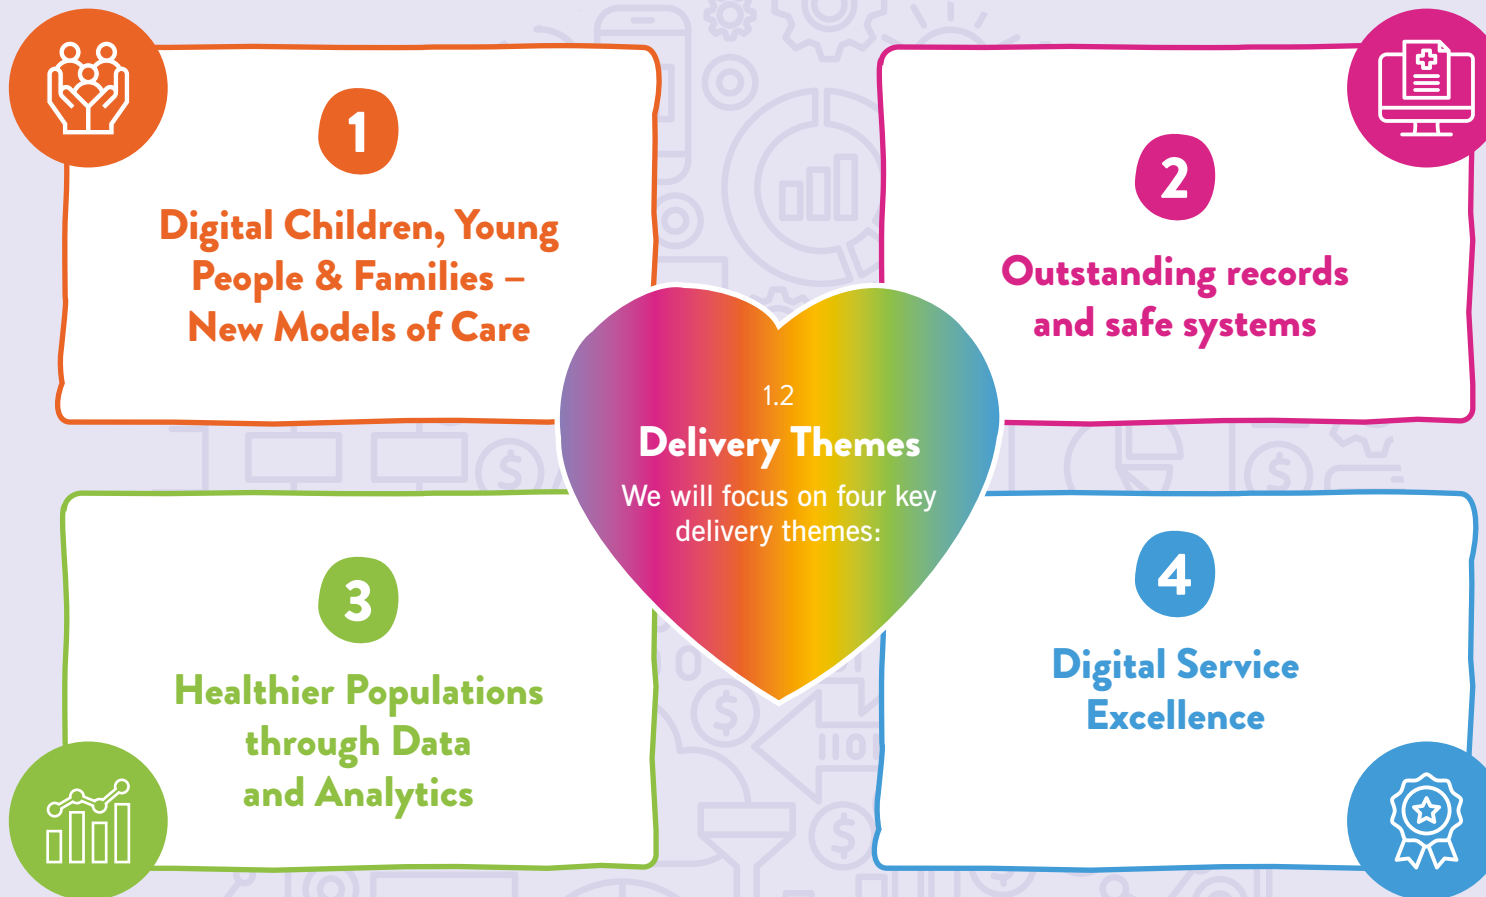 1
Digital Children, Young
People & Families –
New Models of Care
2
Outstanding records
and safe systems
1.2
Delivery Themes
We will focus on four key
delivery themes:
3
Healthier Populations
through Data
and Analytics
4
Digital Service
Excellence